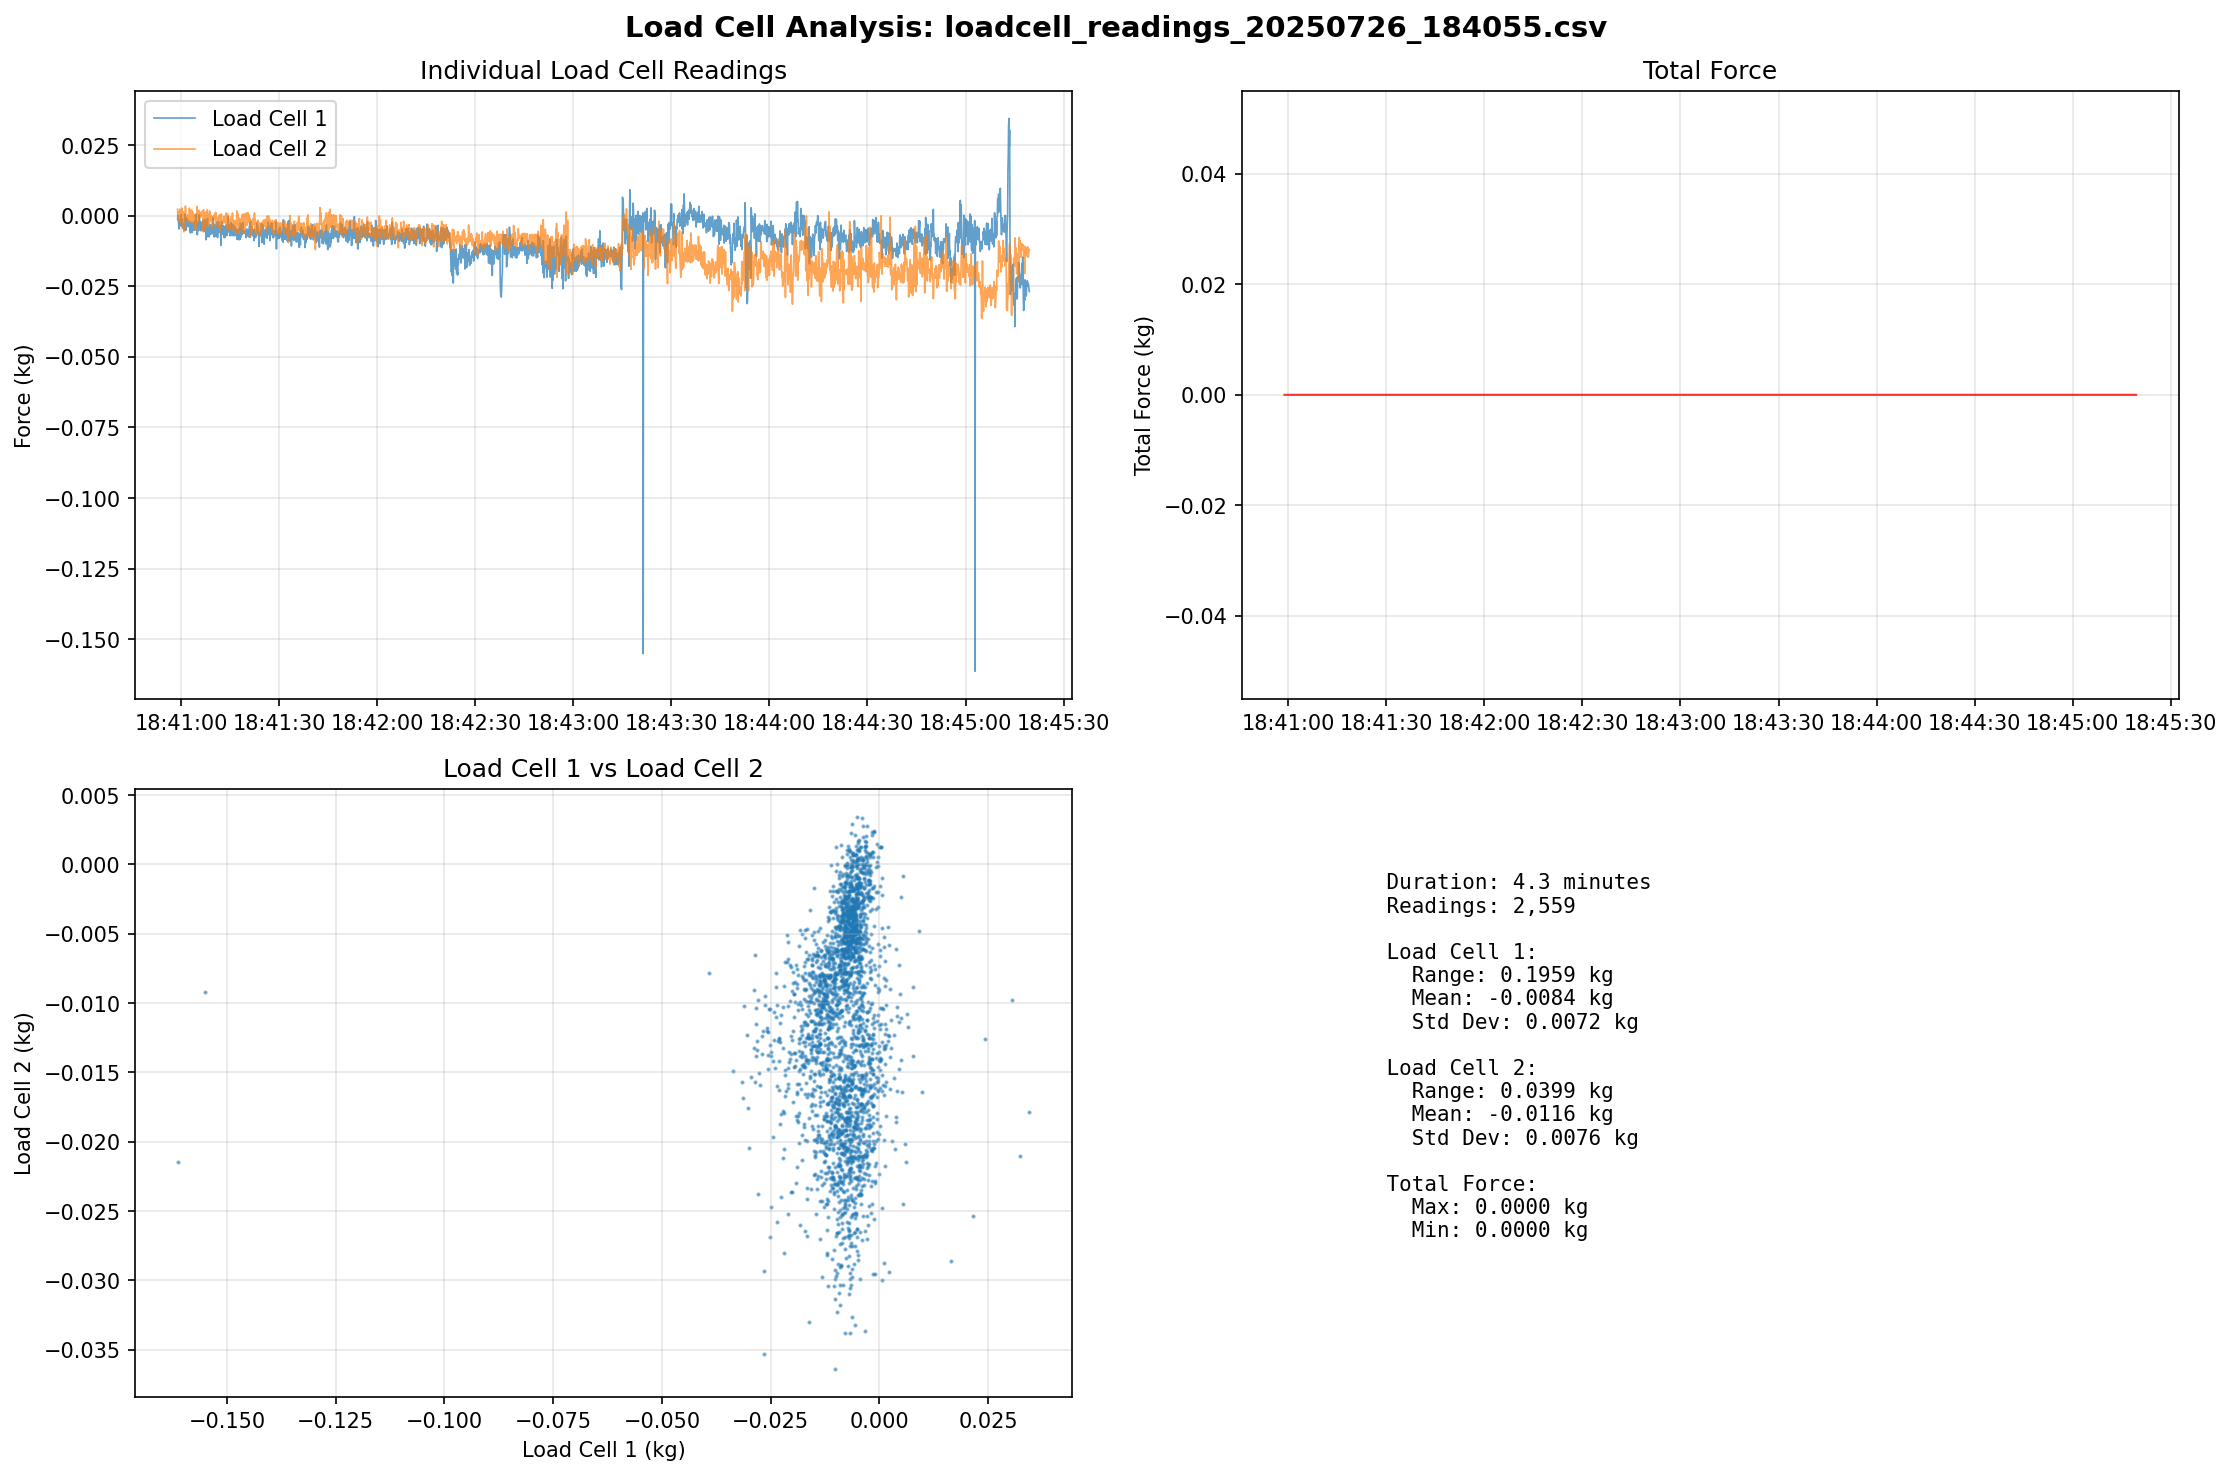 Load Cell Analysis: loadcell_readings_20250726_184055.csv
Individual Load Cell Readings
Load Cell 1
Load Cell 2
Force (kg)
0.025
0.000
−0.025
−0.050
−0.075
−0.100
−0.125
−0.150
18:41:00 18:41:30 18:42:00 18:42:30 18:43:00 18:43:30 18:44:00 18:44:30 18:45:00 18:45:30
Total Force
Total Force (kg)
0.04
0.02
0.00
−0.02
−0.04
18:41:00 18:41:30 18:42:00 18:42:30 18:43:00 18:43:30 18:44:00 18:44:30 18:45:00 18:45:30
Load Cell 1 vs Load Cell 2
Load Cell 2 (kg)
0.005
0.000
−0.005
−0.010
−0.015
−0.020
−0.025
−0.030
−0.035
−0.150 −0.125 −0.100 −0.075 −0.050 −0.025 0.000 0.025
Load Cell 1 (kg)
Duration: 4.3 minutes
Readings: 2,559
Load Cell 1:
Range: 0.1959 kg
Mean: -0.0084 kg
Std Dev: 0.0072 kg
Load Cell 2:
Range: 0.0399 kg
Mean: -0.0116 kg
Std Dev: 0.0076 kg
Total Force:
Max: 0.0000 kg
Min: 0.0000 kg